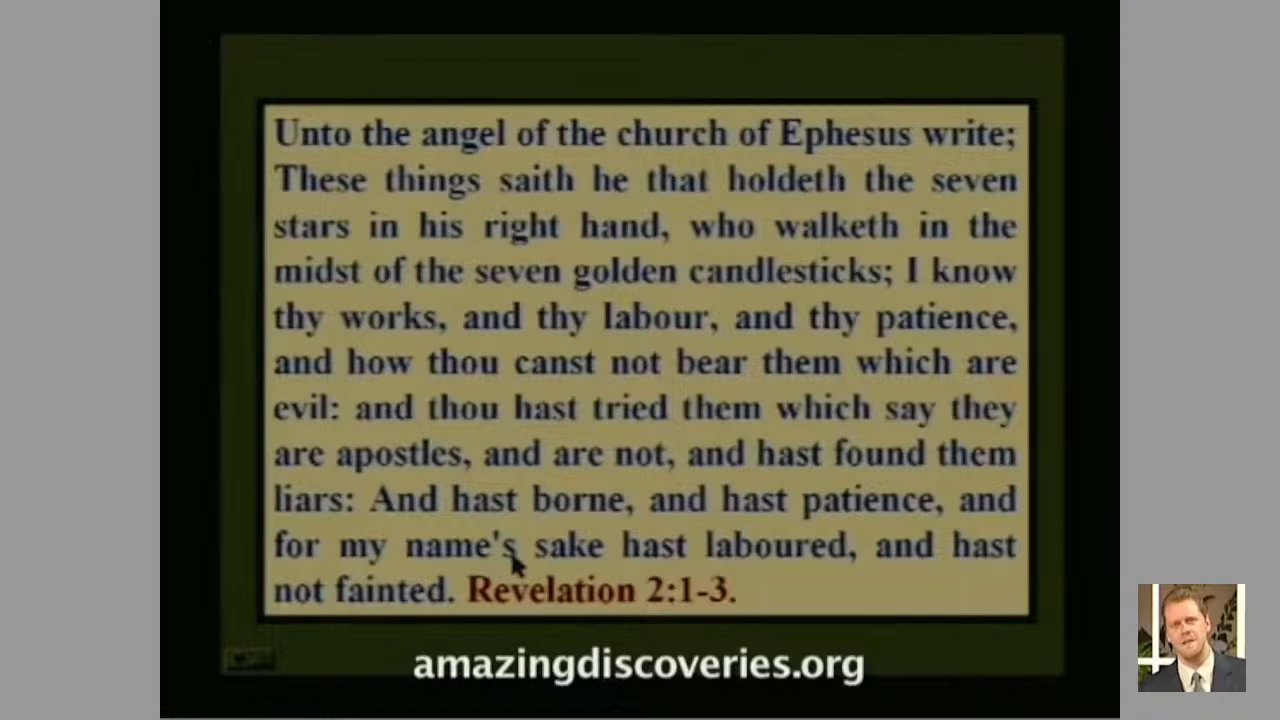 Unto the angel of the church of Ephesus write;
These things saith he that holdeth the seven
stars in his right hand, who walketh in the
midst of the seven golden candlesticks; I know
thy works, and thy labour, and thy patience,
and how thou canst not bear them which are
evil: and thou hast tried them which say they
are apostles, and are not, and hast found them
liars: And hast borne, and hast patience, and
for my name's sake hast laboured, and hast
not fainted. Revelation 2:1-3.
amazingdiscoveries.org